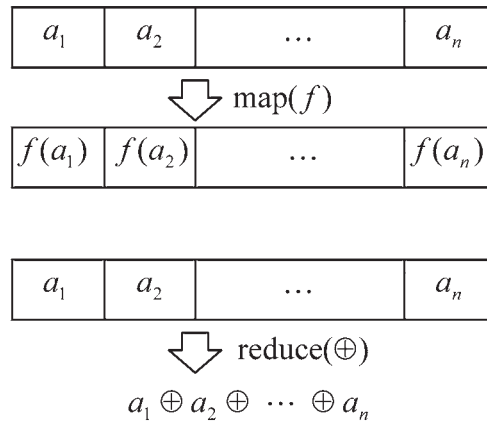 a₁ a₂ … aₙ
map(f)
f(a₁) f(a₂) … f(aₙ)
a₁ a₂ … aₙ
reduce(⊕)
a₁ ⊕ a₂ ⊕ ⋯ ⊕ aₙ